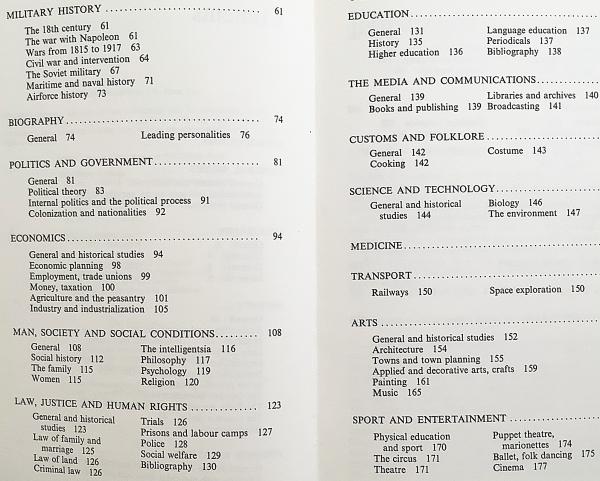 MILITARY HISTORY .............................. 61
The 18th century 61
The war with Napoleon 61
Wars from 1815 to 1917 63
Civil war and intervention 64
The Soviet military 67
Maritime and naval history 71
Airforce history 73
BIOGRAPHY .............................. 74
General 74 Leading personalities 76
POLITICS AND GOVERNMENT .............................. 81
General 81
Political theory 83
Internal politics and the political process 91
Colonization and nationalities 92
ECONOMICS .............................. 94
General and historical studies 94
Economic planning 98
Employment, trade unions 99
Money, taxation 100
Agriculture and the peasantry 101
Industry and industrialization 105
MAN, SOCIETY AND SOCIAL CONDITIONS ......... 108
General 108
Social history 112
The family 115
Women 115
The intelligentsia 116
Philosophy 117
Psychology 119
Religion 120
LAW, JUSTICE AND HUMAN RIGHTS .............. 123
General and historical
studies 123
Law of family and
marriage 125
Law of land 126
Criminal law 126
Trials 126
Prisons and labour camps 127
Police 128
Social welfare 129
Bibliography 130
EDUCATION ..............................
General 131
History 135
Higher education 136
Language education 137
Periodicals 137
Bibliography 138
THE MEDIA AND COMMUNICATIONS ..............
General 139
Books and publishing 139
Libraries and archives 140
Broadcasting 141
CUSTOMS AND FOLKLORE ....................
General 142
Cooking 142
Costume 143
SCIENCE AND TECHNOLOGY ....................
General and historical
studies 144
Biology 146
The environment 147
MEDICINE ..............................
TRANSPORT ..............................
Railways 150 Space exploration 150
ARTS ..............................
General and historical studies 152
Architecture 154
Towns and town planning 155
Applied and decorative arts, crafts 159
Painting 161
Music 165
SPORT AND ENTERTAINMENT ....................
Physical education
and sport 170
The circus 171
Theatre 171
Puppet theatre,
marionettes 174
Ballet, folk dancing 175
Cinema 177